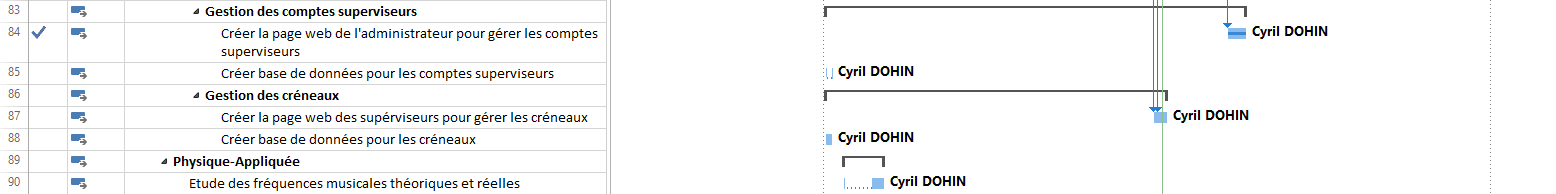 83 Gestion des comptes superviseurs
84 Créer la page web de l'administrateur pour gérer les comptes Cyril DOHIN
superviseurs
85 Créer base de données pour les comptes superviseurs Cyril DOHIN
86 Gestion des créneaux
87 Créer la page web des supérviseurs pour gérer les créneaux Cyril DOHIN
88 Créer base de données pour les créneaux Cyril DOHIN
89 Physique-Appliquée
90 Etude des fréquences musicales théoriques et réelles Cyril DOHIN